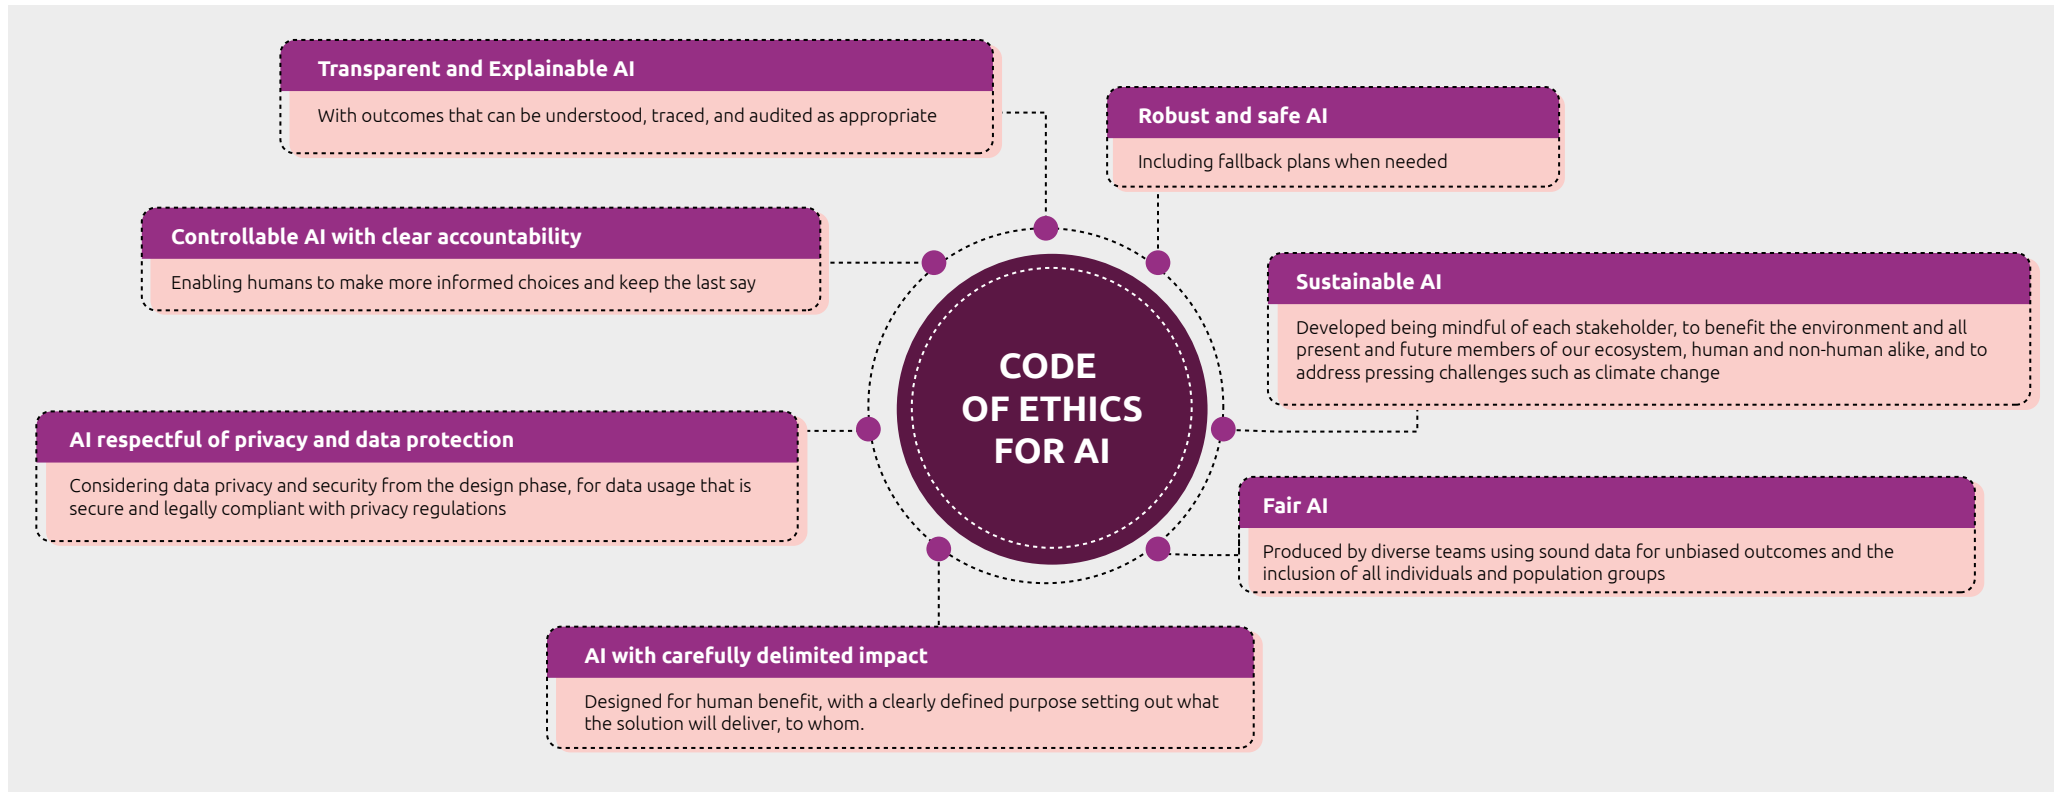 Transparent and Explainable AI
With outcomes that can be understood, traced, and audited as appropriate
Robust and safe AI
Including fallback plans when needed
Controllable AI with clear accountability
Enabling humans to make more informed choices and keep the last say
Sustainable AI
Developed being mindful of each stakeholder, to benefit the environment and all
present and future members of our ecosystem, human and non-human alike, and to
address pressing challenges such as climate change
CODE
OF ETHICS
FOR AI
AI respectful of privacy and data protection
Considering data privacy and security from the design phase, for data usage that is
secure and legally compliant with privacy regulations
Fair AI
Produced by diverse teams using sound data for unbiased outcomes and the
inclusion of all individuals and population groups
AI with carefully delimited impact
Designed for human benefit, with a clearly defined purpose setting out what
the solution will deliver, to whom.